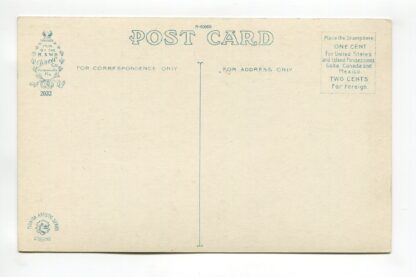 R-63669
POST CARD
FOR CORRESPONDENCE ONLY
FOR ADDRESS ONLY
Place the Stamp here
ONE CENT
For United States
and Island Possessions
Cuba, Canada and
Mexico.
TWO CENTS
For Foreign.